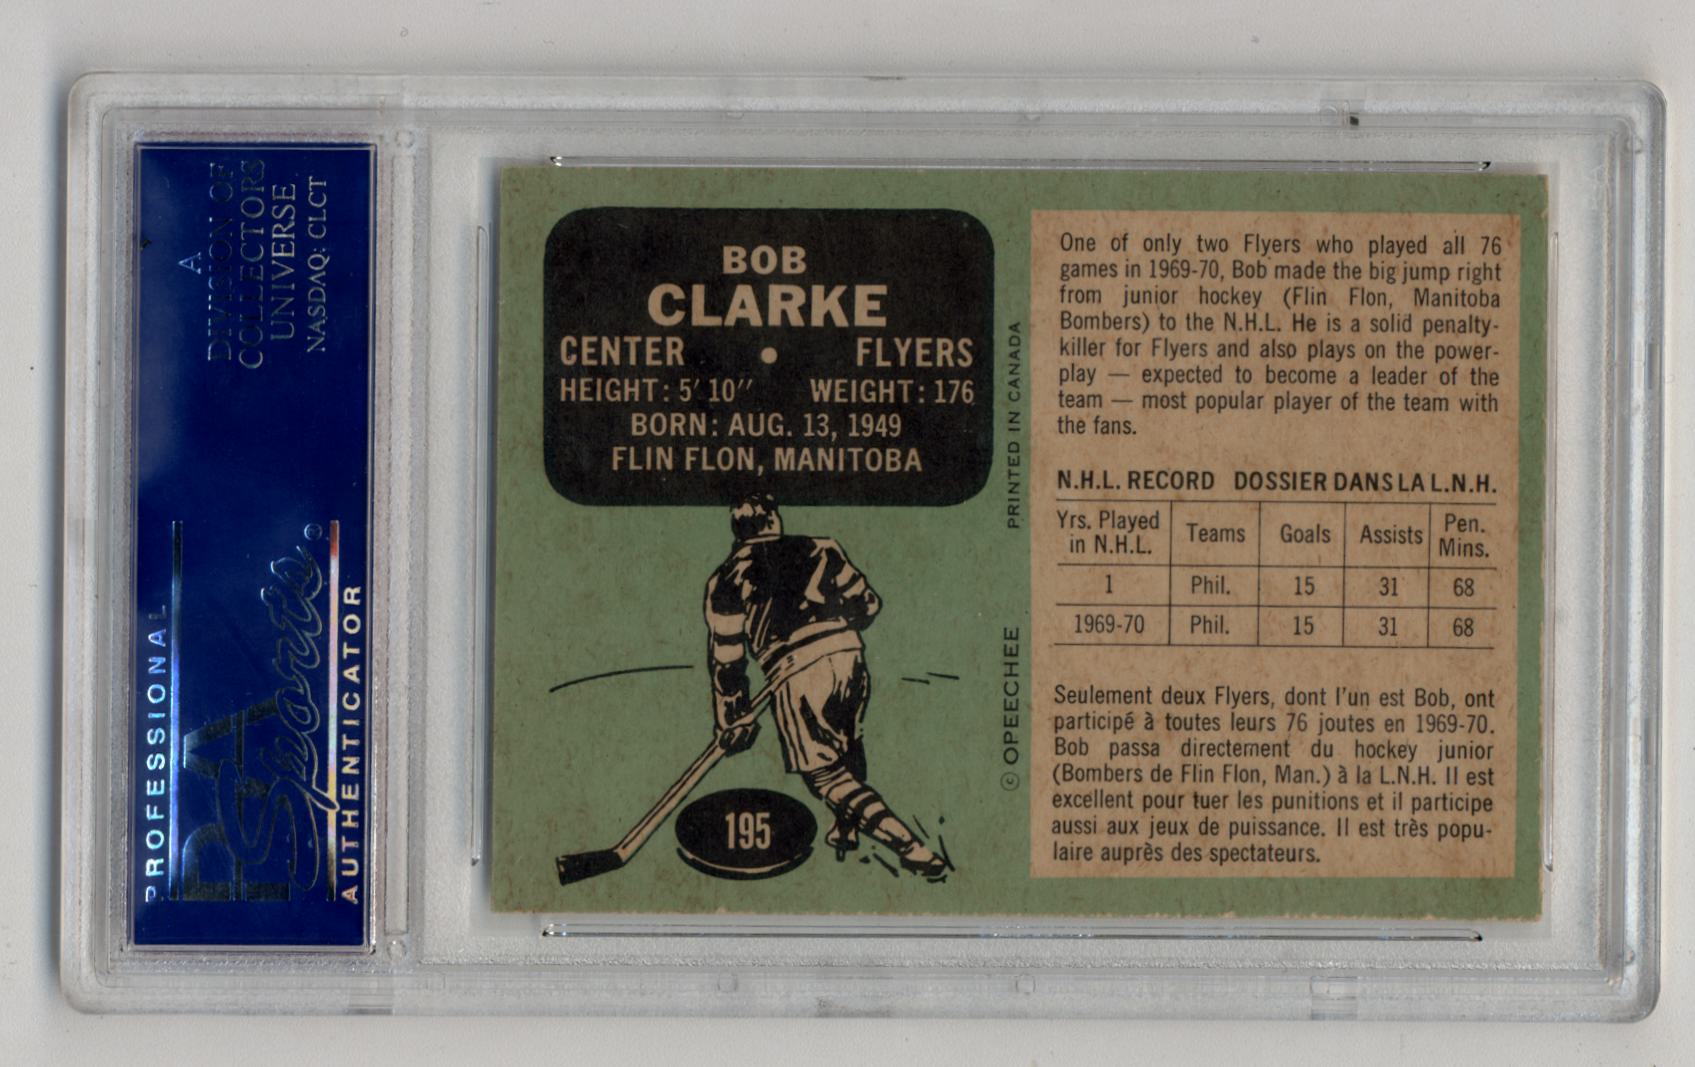 A
DIVISION OF
COLLECTORS
UNIVERSE
NASDAQ: CLCT
PROFESSIONAL
PSA
Sports®
AUTHENTICATOR
BOB
CLARKE
CENTER • FLYERS
HEIGHT: 5' 10" WEIGHT: 176
BORN: AUG. 13, 1949
FLIN FLON, MANITOBA
195
© OPEECHEE PRINTED IN CANADA
One of only two Flyers who played all 76
games in 1969-70, Bob made the big jump right
from junior hockey (Flin Flon, Manitoba
Bombers) to the N.H.L. He is a solid penalty-
killer for Flyers and also plays on the power-
play — expected to become a leader of the
team — most popular player of the team with
the fans.
N.H.L. RECORD DOSSIER DANS LA L.N.H.
Yrs. Played in N.H.L. Teams Goals Assists Pen. Mins.
1 Phil. 15 31 68
1969-70 Phil. 15 31 68
Seulement deux Flyers, dont l'un est Bob, ont
participé à toutes leurs 76 joutes en 1969-70.
Bob passa directement du hockey junior
(Bombers de Flin Flon, Man.) à la L.N.H. Il est
excellent pour tuer les punitions et il participe
aussi aux jeux de puissance. Il est très popu-
laire auprès des spectateurs.